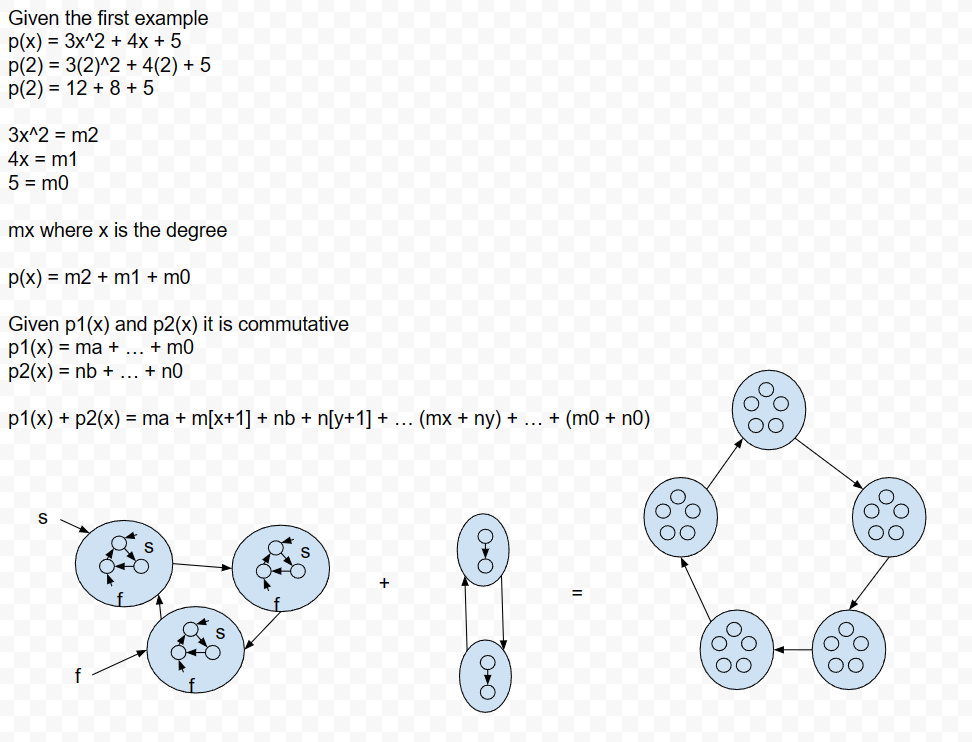 Given the first example
p(x) = 3x^2 + 4x + 5
p(2) = 3(2)^2 + 4(2) + 5
p(2) = 12 + 8 + 5
3x^2 = m2
4x = m1
5 = m0
mx where x is the degree
p(x) = m2 + m1 + m0
Given p1(x) and p2(x) it is commutative
p1(x) = ma + … + m0
p2(x) = nb + … + n0
p1(x) + p2(x) = ma + m[x+1] + nb + n[y+1] + … (mx + ny) + … + (m0 + n0)
s
s
f
s
f
+
=
s
f
f